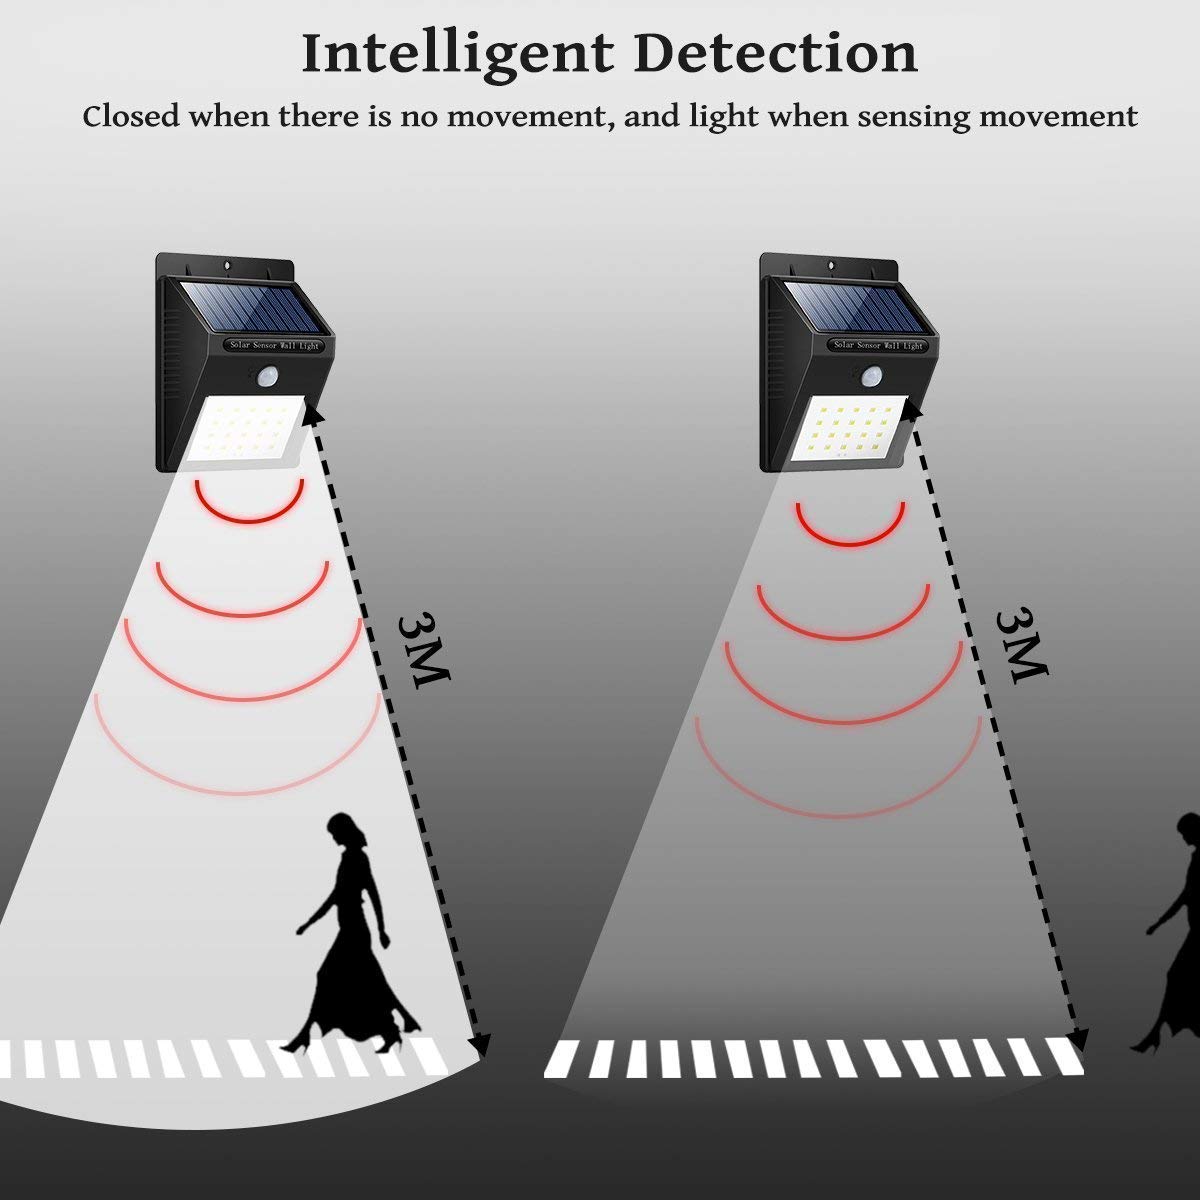 Intelligent Detection
Closed when there is no movement, and light when sensing movement
Solar Sensor Wall Light
Solar Sensor Wall Light
3M
3M